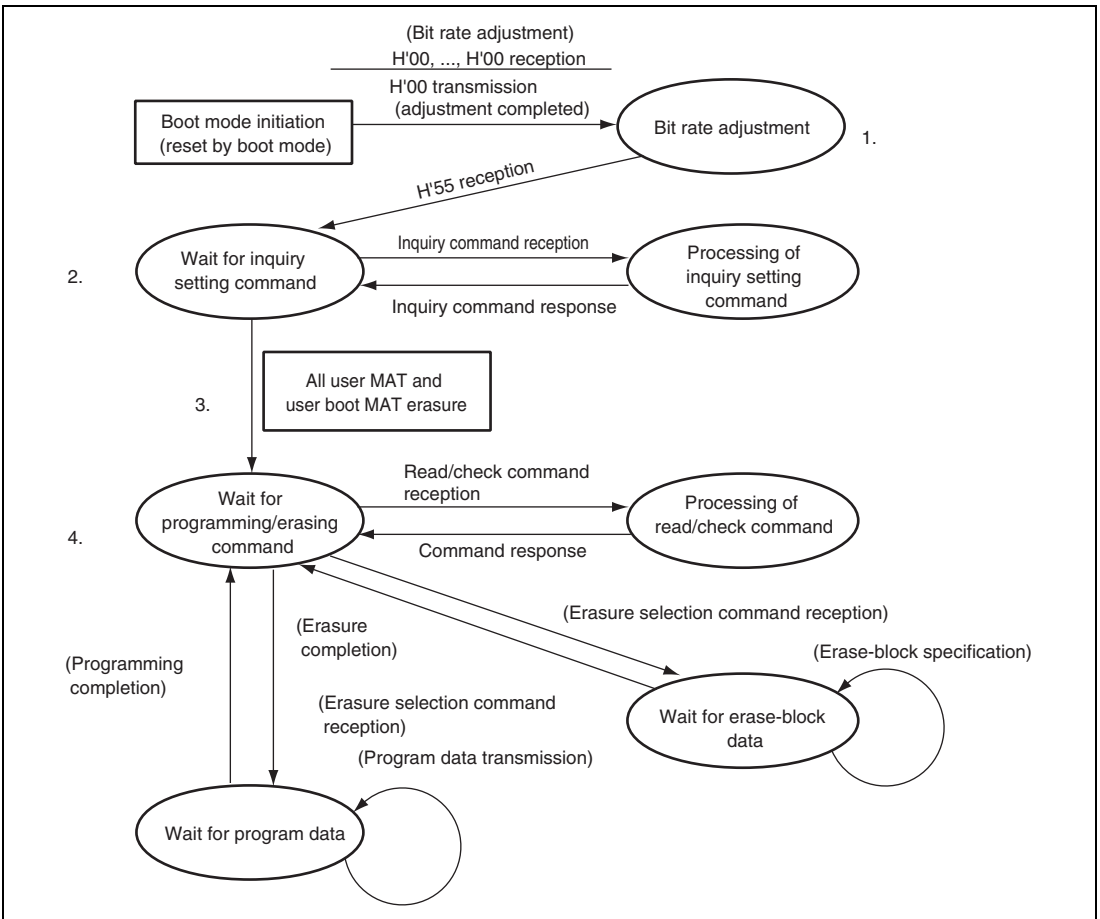 (Bit rate adjustment)
H'00, ..., H'00 reception
H'00 transmission
(adjustment completed)
Boot mode initiation
(reset by boot mode)
Bit rate adjustment
1.
H'55 reception
2.
Wait for inquiry
setting command
Inquiry command reception
Inquiry command response
Processing of
inquiry setting
command
3.
All user MAT and
user boot MAT erasure
4.
Wait for
programming/erasing
command
Read/check command
reception
Command response
Processing of
read/check command
(Erasure selection command reception)
(Erasure
completion)
(Programming
completion)
(Erase-block specification)
(Erasure selection command
reception)
Wait for erase-block
data
(Program data transmission)
Wait for program data